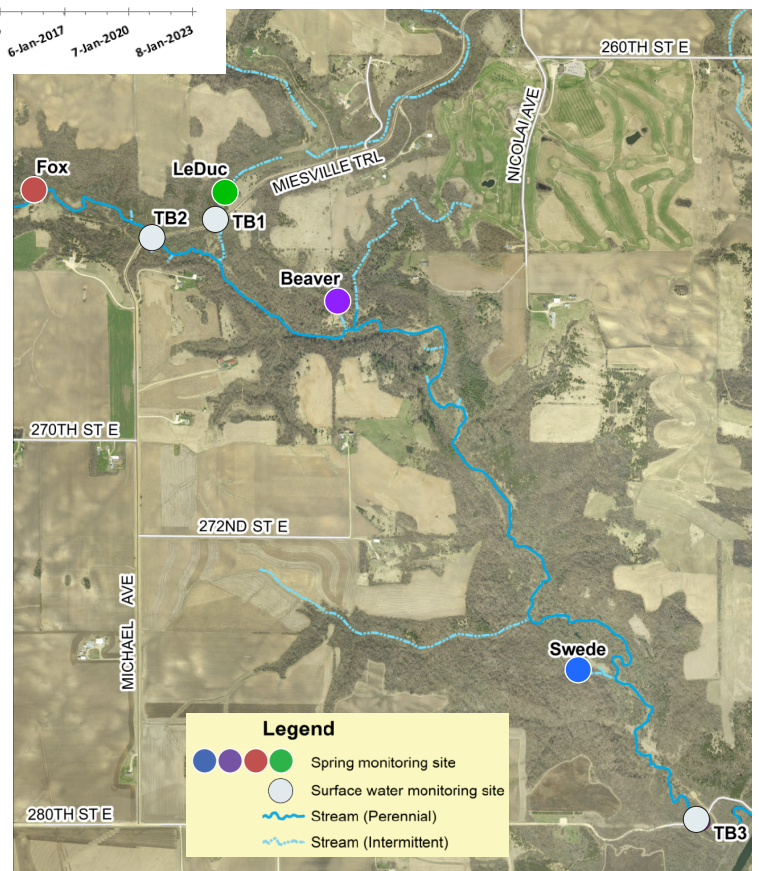 6-Jan-2017
7-Jan-2020
8-Jan-2023
260TH ST E
NICOLAI AVE
Fox
LeDuc
MIESVILLE TRL
TB2
TB1
Beaver
270TH ST E
272ND ST E
MICHAEL AVE
Swede
Legend
Spring monitoring site
Surface water monitoring site
Stream (Perennial)
Stream (Intermittent)
280TH ST E
TB3